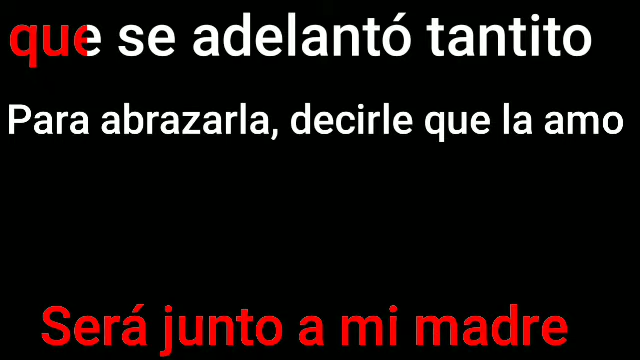 que se adelantó tantito
Para abrazarla, decirle que la amo
Será junto a mi madre